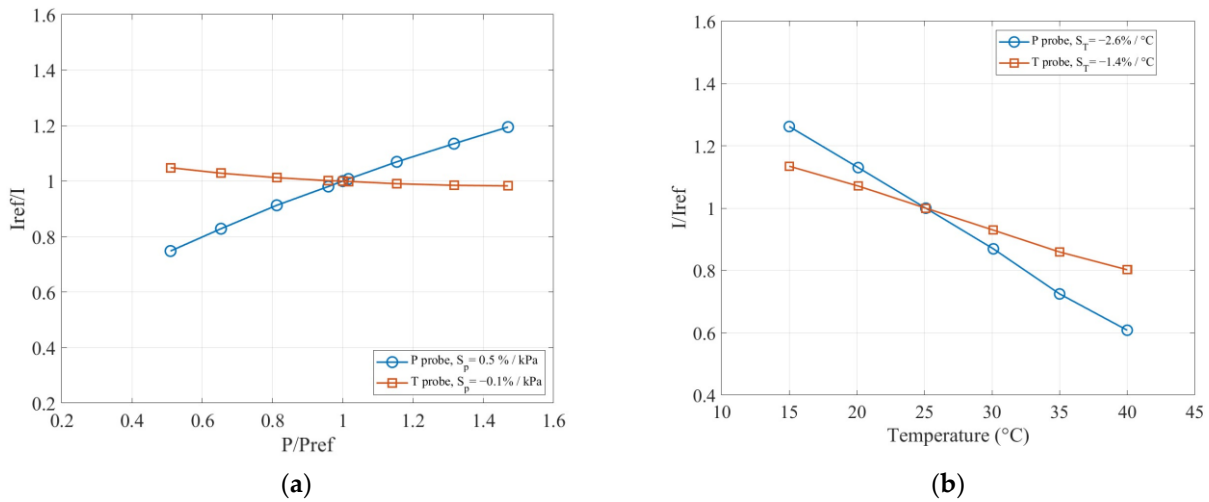 1.6
1.4
1.2
1
0.8
0.6
0.4
0.2
Iref/I
0.2 0.4 0.6 0.8 1 1.2 1.4 1.6
P/Pref
P probe, Sp= 0.5 % / kPa
T probe, Sp= −0.1% / kPa
(a)
1.6
1.4
1.2
1
0.8
0.6
0.4
I/Iref
10 15 20 25 30 35 40 45
Temperature (°C)
P probe, ST= −2.6% / °C
T probe, ST= −1.4% / °C
(b)